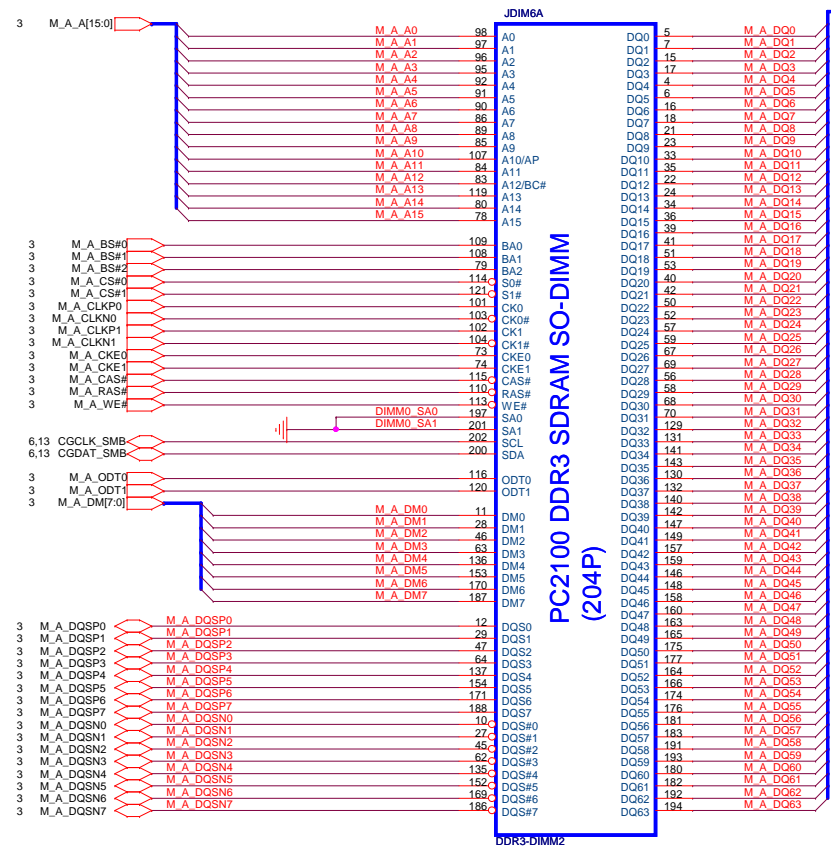 JDIM6A
3 M_A_A[15:0]
M_A_A0 98 A0 DQ0 5 M_A_DQ0
M_A_A1 97 A1 DQ1 7 M_A_DQ1
M_A_A2 96 A2 DQ2 15 M_A_DQ2
M_A_A3 95 A3 DQ3 17 M_A_DQ3
M_A_A4 92 A4 DQ4 4 M_A_DQ4
M_A_A5 91 A5 DQ5 6 M_A_DQ5
M_A_A6 90 A6 DQ6 16 M_A_DQ6
M_A_A7 86 A7 DQ7 18 M_A_DQ7
M_A_A8 89 A8 DQ8 21 M_A_DQ8
M_A_A9 85 A9 DQ9 23 M_A_DQ9
M_A_A10 107 A10/AP DQ10 33 M_A_DQ10
M_A_A11 84 A11 DQ11 35 M_A_DQ11
M_A_A12 83 A12/BC# DQ12 22 M_A_DQ12
M_A_A13 119 A13 DQ13 24 M_A_DQ13
M_A_A14 80 A14 DQ14 34 M_A_DQ14
M_A_A15 78 A15 DQ15 36 M_A_DQ15
DQ16 39 M_A_DQ16
3 M_A_BS#0 109 BA0 DQ17 41 M_A_DQ17
3 M_A_BS#1 108 BA1 DQ18 51 M_A_DQ18
3 M_A_BS#2 79 BA2 DQ19 53 M_A_DQ19
3 M_A_CS#0 114 S0# DQ20 40 M_A_DQ20
3 M_A_CS#1 121 S1# DQ21 42 M_A_DQ21
3 M_A_CLKP0 101 CK0 DQ22 50 M_A_DQ22
3 M_A_CLKN0 103 CK0# DQ23 52 M_A_DQ23
3 M_A_CLKP1 102 CK1 DQ24 57 M_A_DQ24
3 M_A_CLKN1 104 CK1# DQ25 59 M_A_DQ25
3 M_A_CKE0 73 CKE0 DQ26 67 M_A_DQ26
3 M_A_CKE1 74 CKE1 DQ27 69 M_A_DQ27
3 M_A_CAS# 115 CAS# DQ28 56 M_A_DQ28
3 M_A_RAS# 110 RAS# DQ29 58 M_A_DQ29
3 M_A_WE# 113 WE# DQ30 68 M_A_DQ30
DIMM0_SA0 197 SA0 DQ31 70 M_A_DQ31
DIMM0_SA1 201 SA1 DQ32 129 M_A_DQ32
6,13 CGCLK_SMB 202 SCL DQ33 131 M_A_DQ33
6,13 CGDAT_SMB 200 SDA DQ34 141 M_A_DQ34
DQ35 143 M_A_DQ35
3 M_A_ODT0 116 ODT0 DQ36 130 M_A_DQ36
3 M_A_ODT1 120 ODT1 DQ37 132 M_A_DQ37
3 M_A_DM[7:0] DQ38 140 M_A_DQ38
M_A_DM0 11 DM0 DQ39 142 M_A_DQ39
M_A_DM1 28 DM1 DQ40 147 M_A_DQ40
M_A_DM2 46 DM2 DQ41 149 M_A_DQ41
M_A_DM3 63 DM3 DQ42 157 M_A_DQ42
M_A_DM4 136 DM4 DQ43 159 M_A_DQ43
M_A_DM5 153 DM5 DQ44 146 M_A_DQ44
M_A_DM6 170 DM6 DQ45 148 M_A_DQ45
M_A_DM7 187 DM7 DQ46 158 M_A_DQ46
DQ47 160 M_A_DQ47
3 M_A_DQSP0 M_A_DQSP0 12 DQS0 DQ48 163 M_A_DQ48
3 M_A_DQSP1 M_A_DQSP1 29 DQS1 DQ49 165 M_A_DQ49
3 M_A_DQSP2 M_A_DQSP2 47 DQS2 DQ50 175 M_A_DQ50
3 M_A_DQSP3 M_A_DQSP3 64 DQS3 DQ51 177 M_A_DQ51
3 M_A_DQSP4 M_A_DQSP4 137 DQS4 DQ52 164 M_A_DQ52
3 M_A_DQSP5 M_A_DQSP5 154 DQS5 DQ53 166 M_A_DQ53
3 M_A_DQSP6 M_A_DQSP6 171 DQS6 DQ54 174 M_A_DQ54
3 M_A_DQSP7 M_A_DQSP7 188 DQS7 DQ55 176 M_A_DQ55
3 M_A_DQSN0 M_A_DQSN0 10 DQS#0 DQ56 181 M_A_DQ56
3 M_A_DQSN1 M_A_DQSN1 27 DQS#1 DQ57 183 M_A_DQ57
3 M_A_DQSN2 M_A_DQSN2 45 DQS#2 DQ58 191 M_A_DQ58
3 M_A_DQSN3 M_A_DQSN3 62 DQS#3 DQ59 193 M_A_DQ59
3 M_A_DQSN4 M_A_DQSN4 135 DQS#4 DQ60 180 M_A_DQ60
3 M_A_DQSN5 M_A_DQSN5 152 DQS#5 DQ61 182 M_A_DQ61
3 M_A_DQSN6 M_A_DQSN6 169 DQS#6 DQ62 192 M_A_DQ62
3 M_A_DQSN7 M_A_DQSN7 186 DQS#7 DQ63 194 M_A_DQ63
PC2100 DDR3 SDRAM SO-DIMM
(204P)
DDR3-DIMM2